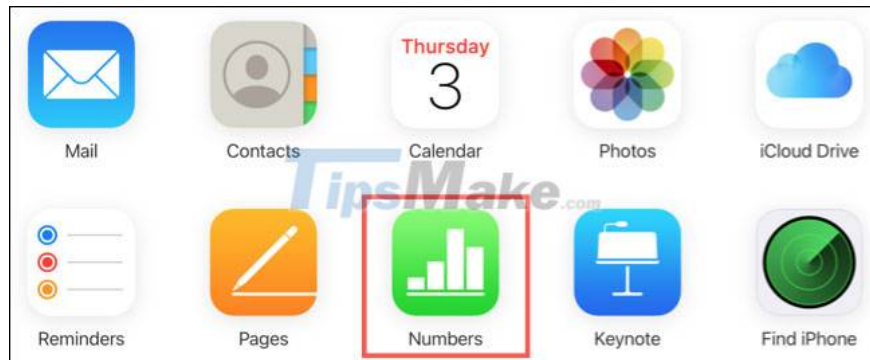 Thursday
3
Mail
Contacts
Calendar
Photos
iCloud Drive
TipsMake.com
Reminders
Pages
Numbers
Keynote
Find iPhone